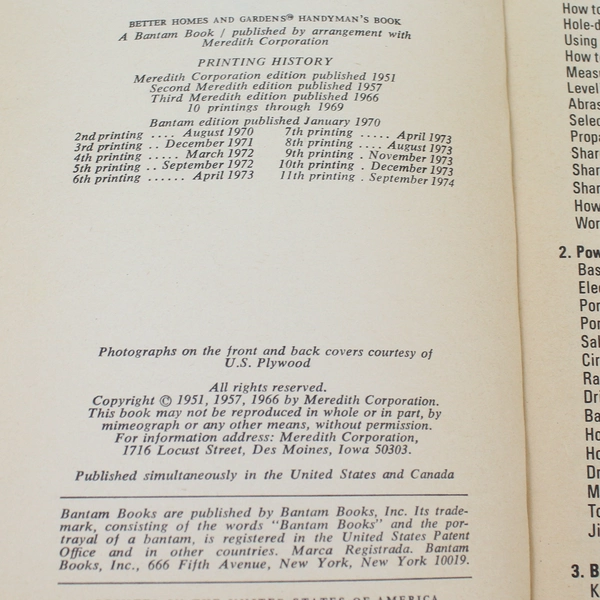 BETTER HOMES AND GARDENS® HANDYMAN'S BOOK
A Bantam Book / published by arrangement with
Meredith Corporation
PRINTING HISTORY
Meredith Corporation edition published 1951
Second Meredith edition published 1957
Third Meredith edition published 1966
10 printings through 1969
Bantam edition published January 1970
2nd printing .... August 1970
3rd printing .. December 1971
4th printing ..... March 1972
5th printing .. September 1972
6th printing ...... April 1973
7th printing ..... April 1973
8th printing .... August 1973
9th printing . November 1973
10th printing . December 1973
11th printing . September 1974
Photographs on the front and back covers courtesy of
U.S. Plywood
All rights reserved.
Copyright © 1951, 1957, 1966 by Meredith Corporation.
This book may not be reproduced in whole or in part, by
mimeograph or any other means, without permission.
For information address: Meredith Corporation,
1716 Locust Street, Des Moines, Iowa 50303.
Published simultaneously in the United States and Canada
Bantam Books are published by Bantam Books, Inc. Its trade-
mark, consisting of the words "Bantam Books" and the por-
trayal of a bantam, is registered in the United States Patent
Office and in other countries. Marca Registrada. Bantam
Books, Inc., 666 Fifth Avenue, New York, New York 10019.
UNITED STATES OF AMERICA
How to
Hole-d
Using
How t
Meas
Level
Abras
Selec
Propa
Shar
Shar
Shar
How
Wor
2. Pow
Bas
Elec
Por
Por
Sal
Cir
Ra
Dri
Ba
Ho
Ho
Dr
M
To
Ji
3. B
K